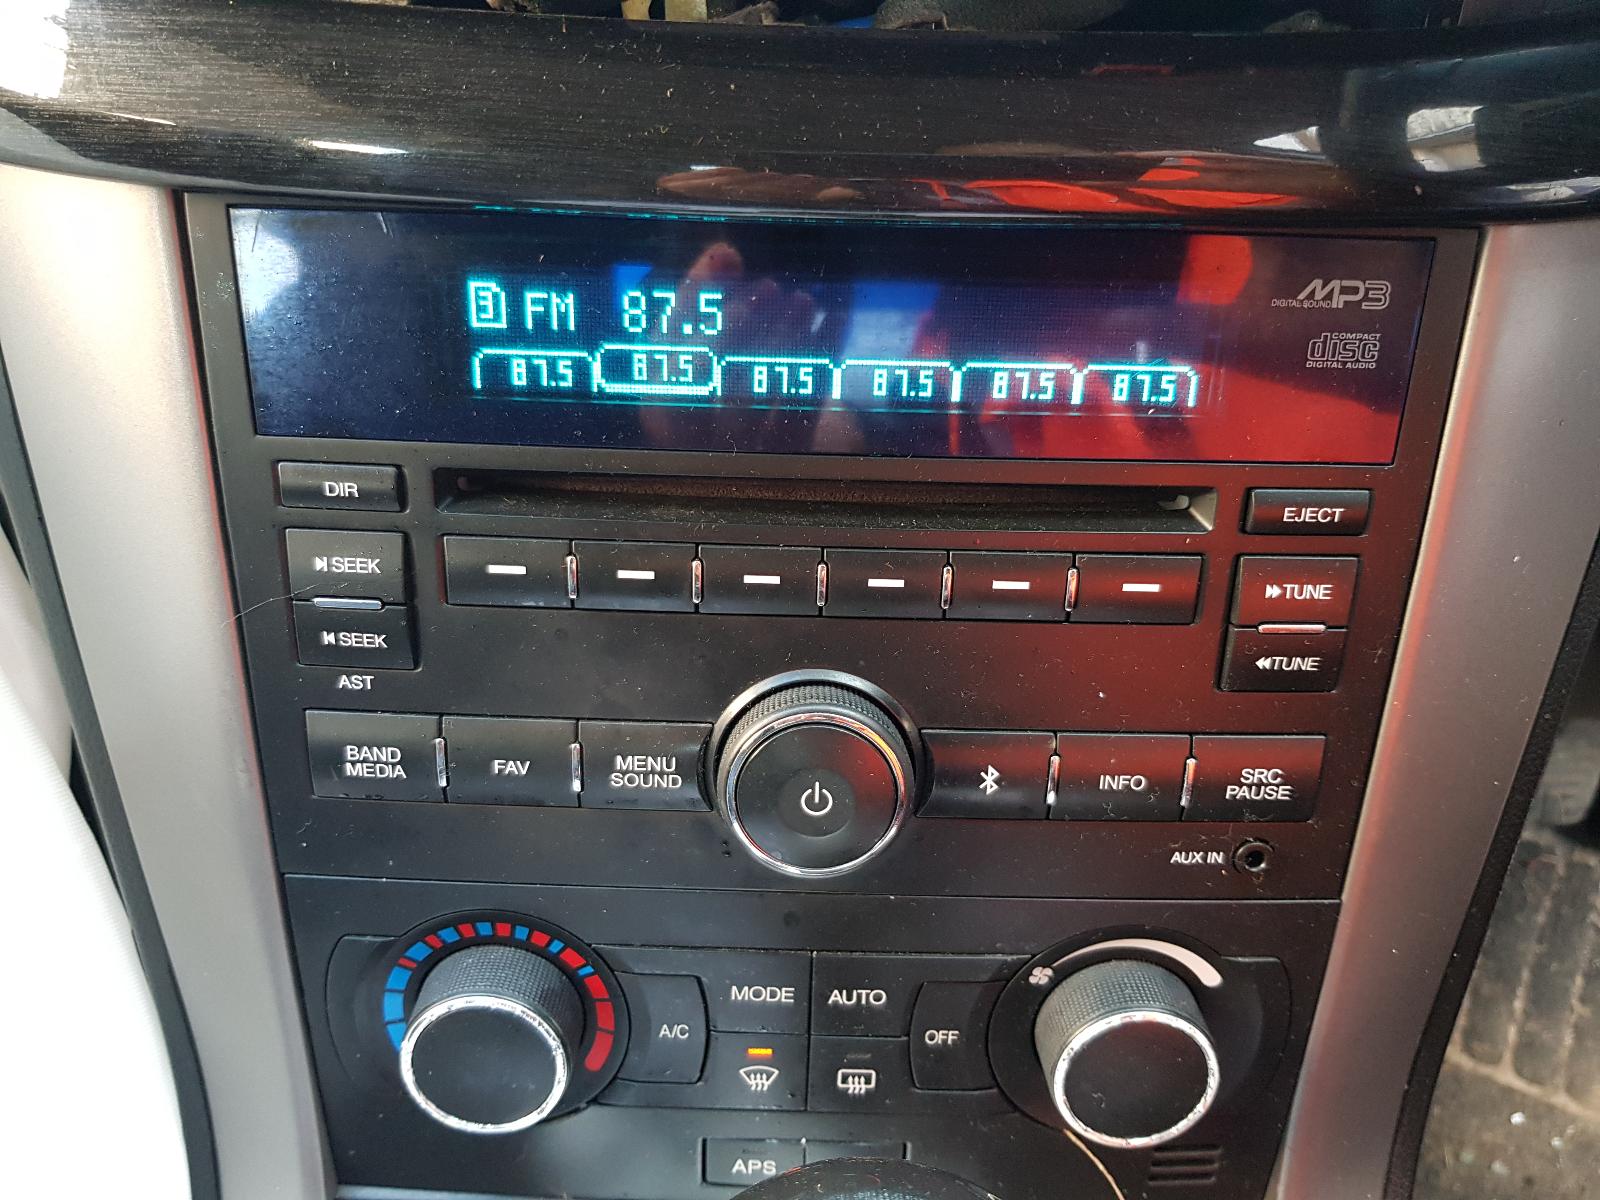 3 FM 87.5
87.5 87.5 87.5 87.5 87.5 87.5
DIGITAL SOUND MP3
COMPACT
disc
DIGITAL AUDIO
DIR
EJECT
SEEK
TUNE
SEEK
TUNE
AST
BAND
MEDIA
FAV
MENU
SOUND
INFO
SRC
PAUSE
AUX IN
MODE
AUTO
A/C
OFF
APS